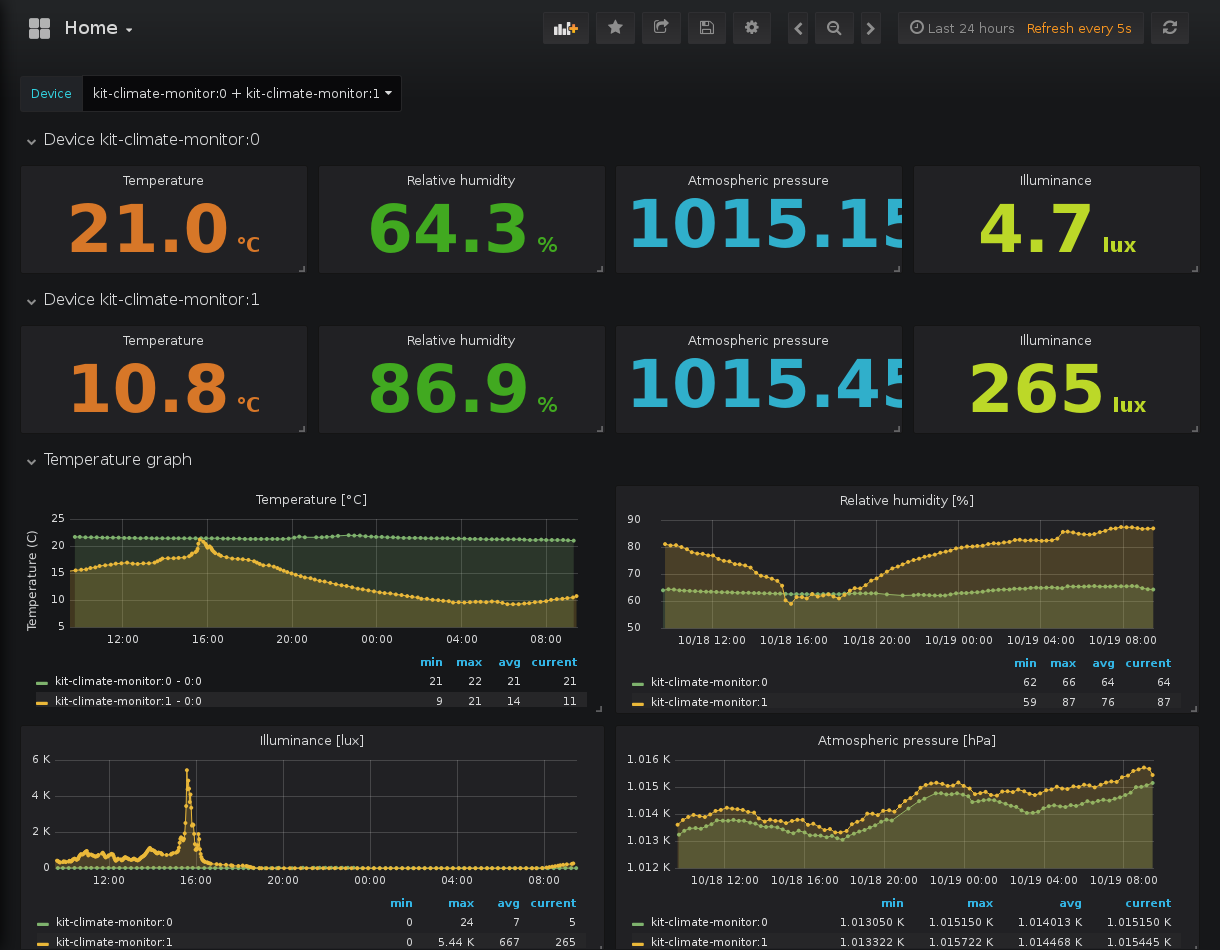 Home
Last 24 hours Refresh every 5s
Device kit-climate-monitor:0 + kit-climate-monitor:1
Device kit-climate-monitor:0
Temperature Relative humidity Atmospheric pressure Illuminance
21.0 °C 64.3 % 1015.15 4.7 lux
Device kit-climate-monitor:1
Temperature Relative humidity Atmospheric pressure Illuminance
10.8 °C 86.9 % 1015.45 265 lux
Temperature graph
Temperature [°C]
Temperature (C)
25
20
15
10
5
12:00 16:00 20:00 00:00 04:00 08:00
min max avg current
kit-climate-monitor:0 - 0:0 21 22 21 21
kit-climate-monitor:1 - 0:0 9 21 14 11
Relative humidity [%]
90
80
70
60
50
10/18 12:00 10/18 16:00 10/18 20:00 10/19 00:00 10/19 04:00 10/19 08:00
min max avg current
kit-climate-monitor:0 62 66 64 64
kit-climate-monitor:1 59 87 76 87
Illuminance [lux]
6 K
4 K
2 K
0
12:00 16:00 20:00 00:00 04:00 08:00
min max avg current
kit-climate-monitor:0 0 24 7 5
kit-climate-monitor:1 0 5.44 K 667 265
Atmospheric pressure [hPa]
1.016 K
1.015 K
1.014 K
1.013 K
1.012 K
10/18 12:00 10/18 16:00 10/18 20:00 10/19 00:00 10/19 04:00 10/19 08:00
min max avg current
kit-climate-monitor:0 1.013050 K 1.015150 K 1.014013 K 1.015150 K
kit-climate-monitor:1 1.013322 K 1.015722 K 1.014468 K 1.015445 K